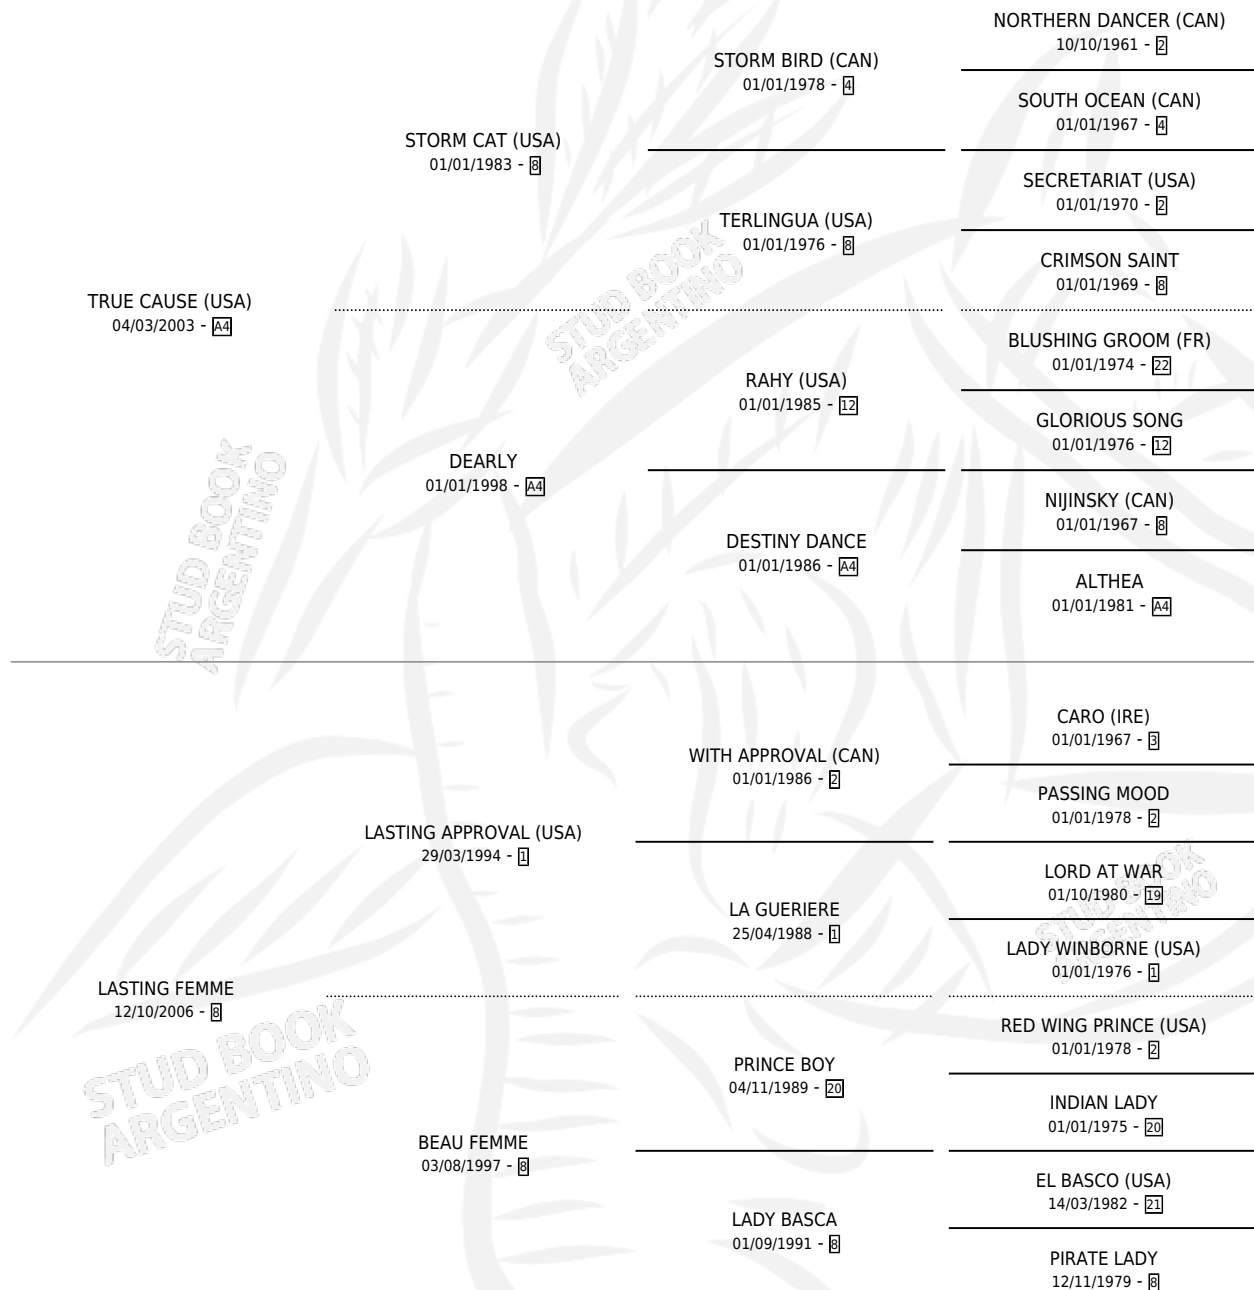 NORTHERN DANCER (CAN)
10/10/1961 - 2
STORM BIRD (CAN)
01/01/1978 - 4
SOUTH OCEAN (CAN)
01/01/1967 - 4
STORM CAT (USA)
01/01/1983 - 8
SECRETARIAT (USA)
01/01/1970 - 2
TERLINGUA (USA)
01/01/1976 - 8
CRIMSON SAINT
01/01/1969 - 8
TRUE CAUSE (USA)
04/03/2003 - A4
STUD BOOK
ARGENTINO
BLUSHING GROOM (FR)
01/01/1974 - 22
RAHY (USA)
01/01/1985 - 12
GLORIOUS SONG
01/01/1976 - 12
DEARLY
01/01/1998 - A4
STUD BOOK
ARGENTINO
NIJINSKY (CAN)
01/01/1967 - 8
DESTINY DANCE
01/01/1986 - A4
ALTHEA
01/01/1981 - A4
CARO (IRE)
01/01/1967 - 3
WITH APPROVAL (CAN)
01/01/1986 - 2
PASSING MOOD
01/01/1978 - 2
LASTING APPROVAL (USA)
29/03/1994 - 1
LORD AT WAR
01/10/1980 - 19
STUD BOOK
ARGENTINO
LA GUERIERE
25/04/1988 - 1
LADY WINBORNE (USA)
01/01/1976 - 1
LASTING FEMME
12/10/2006 - 8
STUD BOOK
ARGENTINO
RED WING PRINCE (USA)
01/01/1978 - 2
PRINCE BOY
04/11/1989 - 20
INDIAN LADY
01/01/1975 - 20
BEAU FEMME
03/08/1997 - 8
EL BASCO (USA)
14/03/1982 - 21
LADY BASCA
01/09/1991 - 8
PIRATE LADY
12/11/1979 - 8